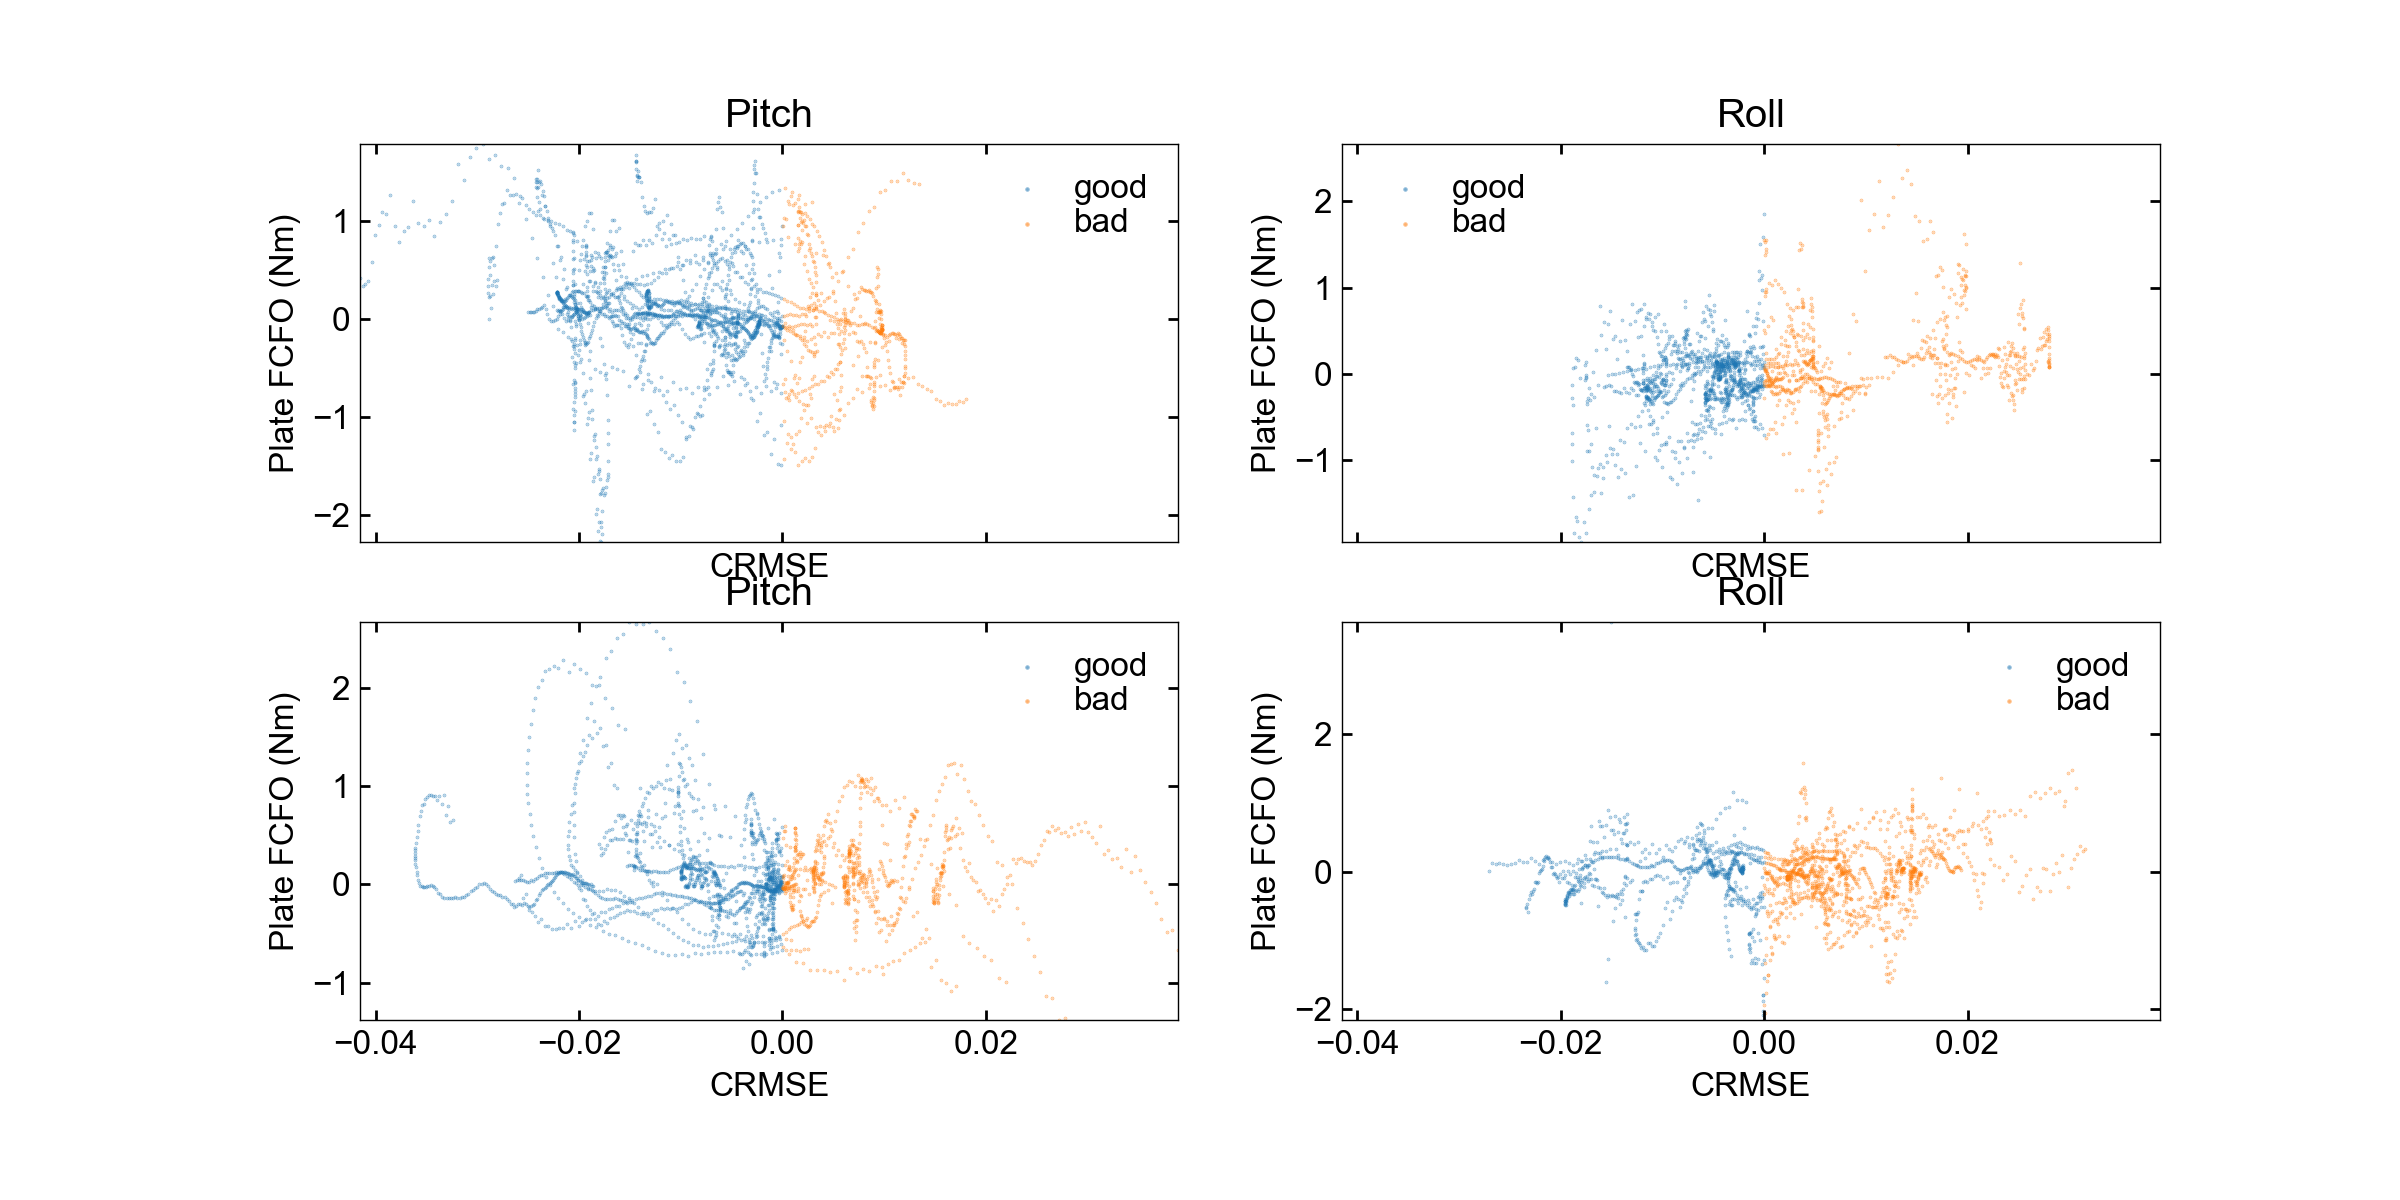 Pitch
good
bad
1
0
−1
−2
Plate FCFO (Nm)
CRMSE
Roll
good
bad
2
1
0
−1
Plate FCFO (Nm)
CRMSE
Pitch
good
bad
2
1
0
−1
Plate FCFO (Nm)
−0.04 −0.02 0.00 0.02
CRMSE
Roll
good
bad
2
0
−2
Plate FCFO (Nm)
−0.04 −0.02 0.00 0.02
CRMSE